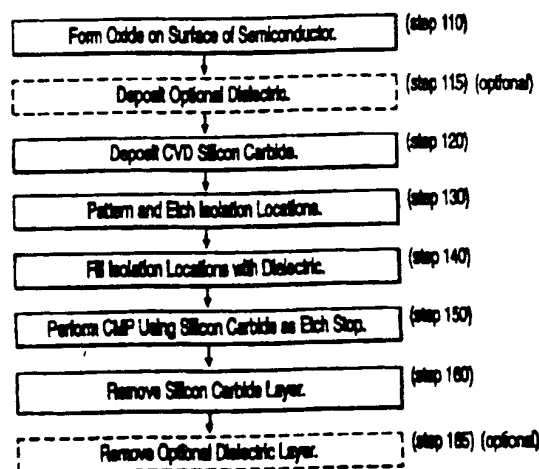 Form Oxide on Surface of Semiconductor. (step 110)
Deposit Optional Dielectric. (step 115) (optional)
Deposit CVD Silicon Carbide. (step 120)
Pattern and Etch Isolation Locations. (step 130)
Fill Isolation Locations with Dielectric. (step 140)
Perform CMP Using Silicon Carbide as Etch Stop. (step 150)
Remove Silicon Carbide Layer. (step 160)
Remove Optional Dielectric Layer. (step 165) (optional)